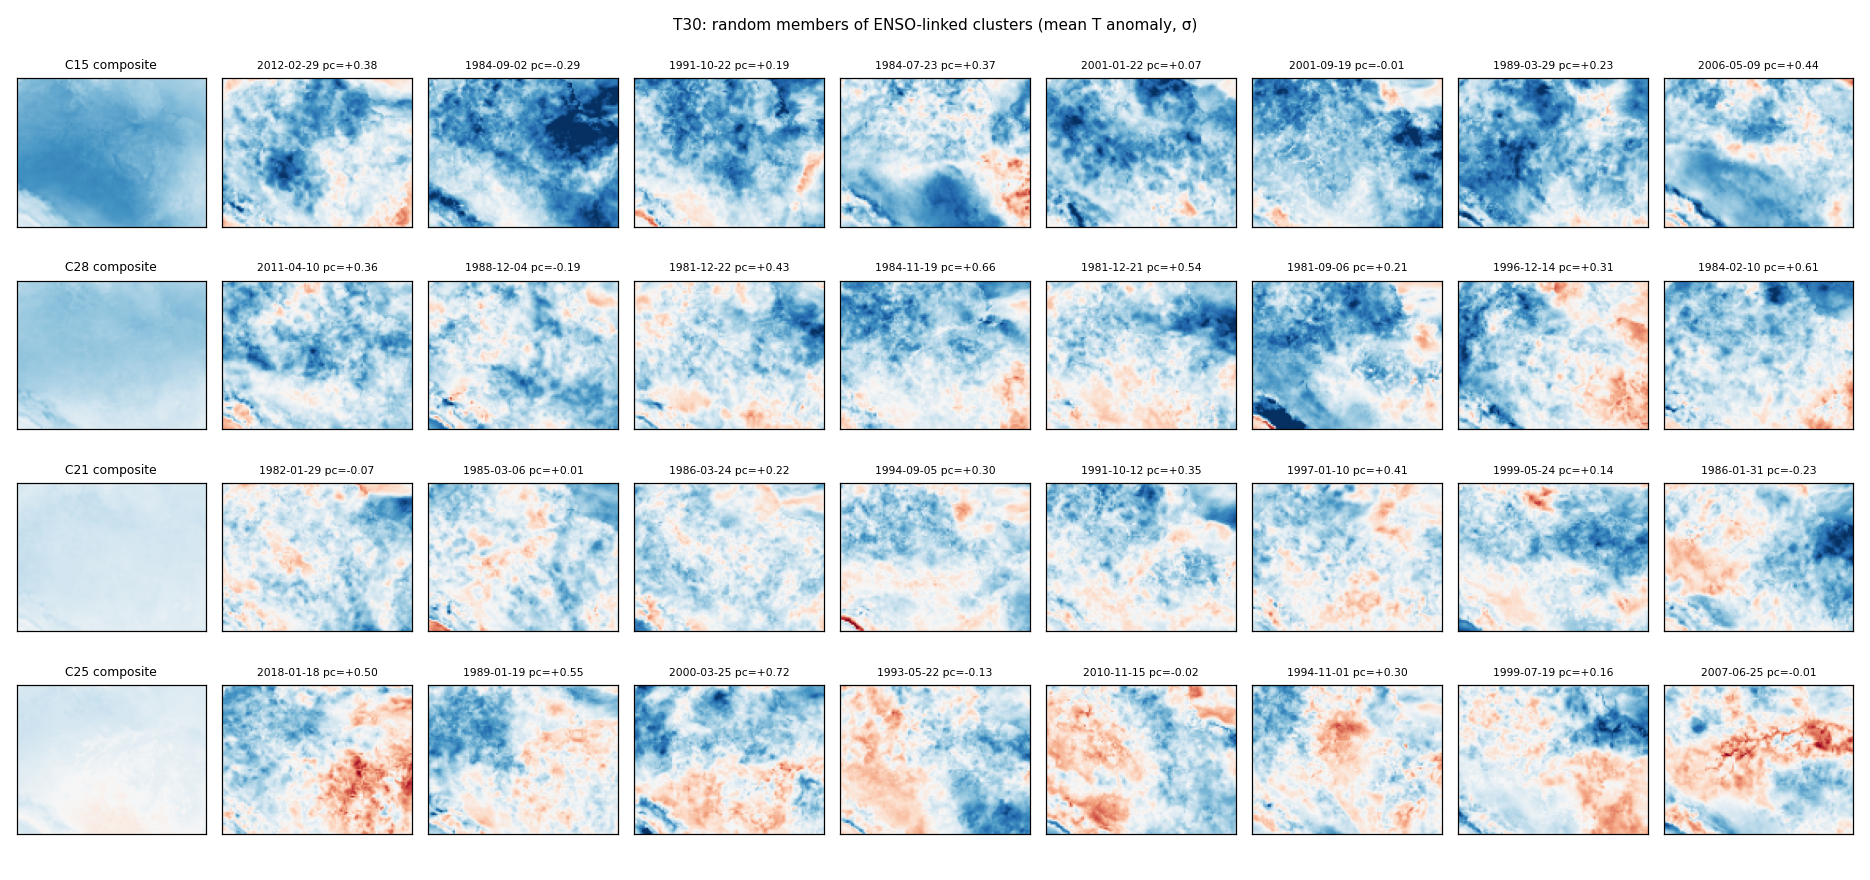 T30: random members of ENSO-linked clusters (mean T anomaly, σ)
C15 composite
2012-02-29 pc=+0.38
1984-09-02 pc=-0.29
1991-10-22 pc=+0.19
1984-07-23 pc=+0.37
2001-01-22 pc=+0.07
2001-09-19 pc=-0.01
1989-03-29 pc=+0.23
2006-05-09 pc=+0.44
C28 composite
2011-04-10 pc=+0.36
1988-12-04 pc=-0.19
1981-12-22 pc=+0.43
1984-11-19 pc=+0.66
1981-12-21 pc=+0.54
1981-09-06 pc=+0.21
1996-12-14 pc=+0.31
1984-02-10 pc=+0.61
C21 composite
1982-01-29 pc=-0.07
1985-03-06 pc=+0.01
1986-03-24 pc=+0.22
1994-09-05 pc=+0.30
1991-10-12 pc=+0.35
1997-01-10 pc=+0.41
1999-05-24 pc=+0.14
1986-01-31 pc=-0.23
C25 composite
2018-01-18 pc=+0.50
1989-01-19 pc=+0.55
2000-03-25 pc=+0.72
1993-05-22 pc=-0.13
2010-11-15 pc=-0.02
1994-11-01 pc=+0.30
1999-07-19 pc=+0.16
2007-06-25 pc=-0.01